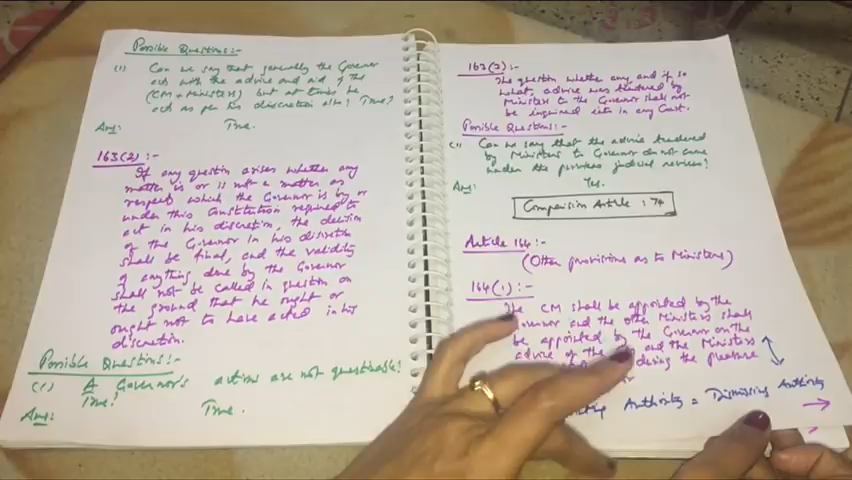 Possible Questions:-
(1) Can we say that generally the Governor
acts with the advice and aid of the
(CM + Ministers) but at times he
acts as per his discretion also? True?
Ans: True.
163(2) :-
If any question arises whether any
matter is or is not a matter as
respect which the Governor is by or
under this Constitution required to
act in his discretion, the decision
of the Governor in his discretion
shall be final, and the validity
of anything done by the Governor
shall not be called in question on
the ground that he ought or
ought not to have acted in his
discretion.
Possible Questions:-
(1) A Governor's actions are not questionable?
True?
Ans: True.
163(3) :-
The question whether any and if so
what advice was tendered by
Ministers to the Governor shall not
be inquired into in any Court.
Possible Questions:-
(1) Can we say that the advice tendered
by Ministers to Governor do not come
under the purview judicial review?
Ans: Yes.
Comparision Article : 74
Article 164 :-
(Other provisions as to Ministers)
164(1) :-
The CM shall be appointed by the
Governor and the other Ministers shall
be appointed by the Governor on the
advice of the and the Ministers
during the pleasure
Authority = Dismissing Authority